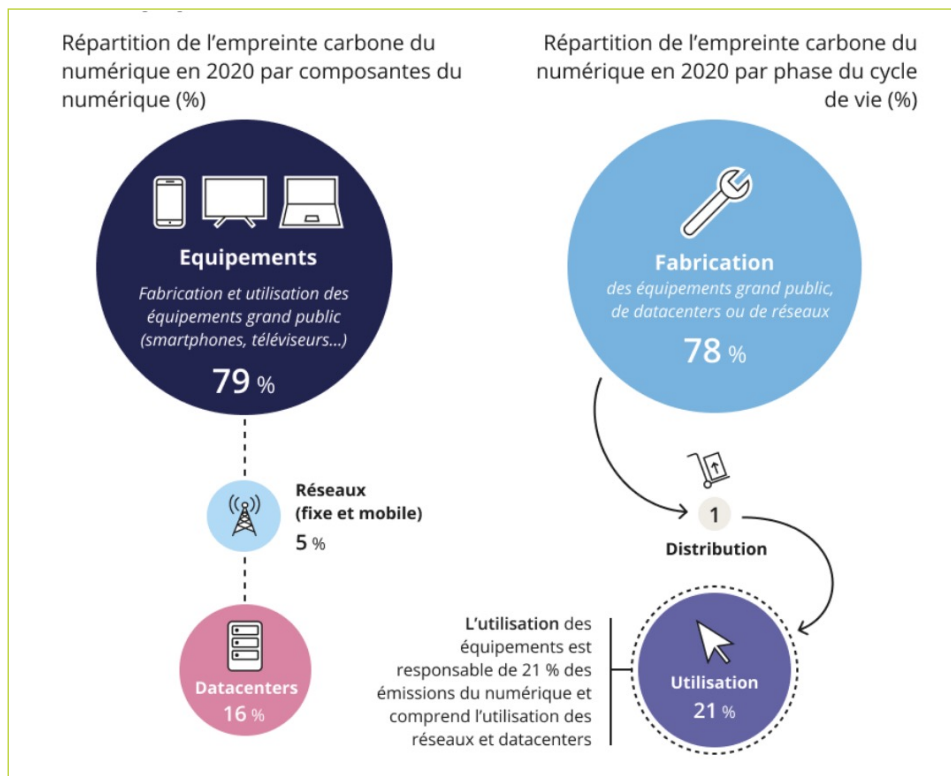 Répartition de l’empreinte carbone du
numérique en 2020 par composantes du
numérique (%)
Equipements
Fabrication et utilisation des
équipements grand public
(smartphones, téléviseurs...)
79 %
Réseaux
(fixe et mobile)
5 %
Datacenters
16 %
Répartition de l’empreinte carbone du
numérique en 2020 par phase du cycle
de vie (%)
Fabrication
des équipements grand public,
de datacenters ou de réseaux
78 %
1
Distribution
L’utilisation des
équipements est
responsable de 21 % des
émissions du numérique et
comprend l’utilisation des
réseaux et datacenters
Utilisation
21 %